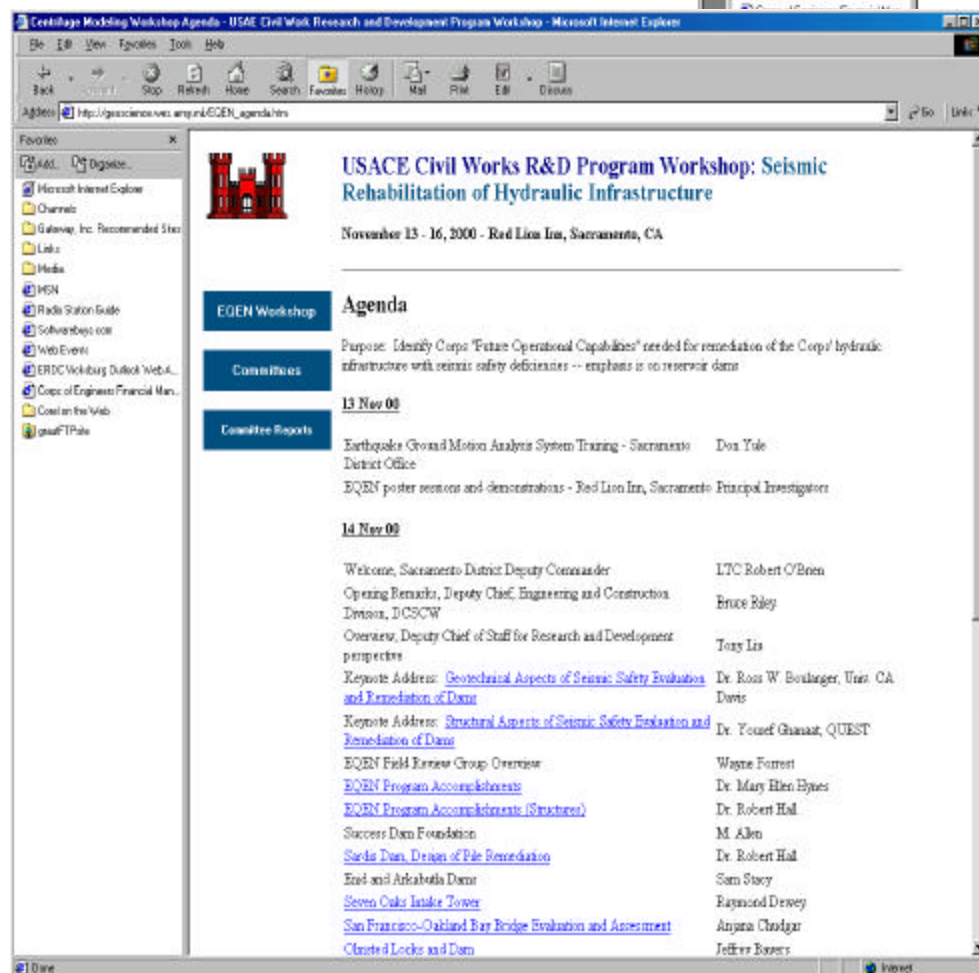 Centrifuge Modeling Workshop Agenda - USAE Civil Work Research and Development Program Workshop - Microsoft Internet Explorer
File Edit View Favorites Tools Help
Back Stop Refresh Home Search Favorites History Mail Print Edit Discuss
Address http://geoscience.wes.army.mil/EQEN_agenda.htm Go Links
Favorites
Add... Organize...
Microsoft Internet Explorer
Channels
Gateway, Inc. Recommended Sites
Links
Media
MSN
Radio Station Guide
Softwarebuys.com
Web Events
ERDC Vicksburg Outlook Web A...
Corps of Engineers Financial Man...
Corel on the Web
USACE Civil Works R&D Program Workshop: Seismic
Rehabilitation of Hydraulic Infrastructure
November 13 - 16, 2000 - Red Lion Inn, Sacramento, CA
EQEN Workshop
Committees
Committee Reports
Agenda
Purpose: Identify Corps "Future Operational Capabilities" needed for remediation of the Corps' hydraulic
infrastructure with seismic safety deficiencies -- emphasis is on reservoir dams
13 Nov 00
Earthquake Ground Motion Analysis System Training - Sacramento Don Yule
District Office
EQEN poster sessions and demonstrations - Red Lion Inn, Sacramento Principal Investigators
14 Nov 00
Welcome, Sacramento District Deputy Commander LTC Robert O'Brien
Opening Remarks, Deputy Chief, Engineering and Construction
Division, DCSCW Bruce Riley
Overview, Deputy Chief of Staff for Research and Development
perspective Tony Liu
Keynote Address: Geotechnical Aspects of Seismic Safety Evaluation Dr. Ross W. Boulanger, Univ. CA
and Remediation of Dams Davis
Keynote Address: Structural Aspects of Seismic Safety Evaluation and
Remediation of Dams Dr. Yousef Ghanaat, QUEST
EQEN Field Review Group Overview Wayne Forrest
EQEN Program Accomplishments Dr. Mary Ellen Hynes
EQEN Program Accomplishments (Structures) Dr. Robert Hall
Success Dam Foundation M. Allen
Sardis Dam, Design of Pile Remediation Dr. Robert Hall
Enid and Arkabutla Dams Sam Stacy
Seven Oaks Intake Tower Raymond Dewey
San Francisco-Oakland Bay Bridge Evaluation and Assessment Anjana Chudgar
Olmsted Locks and Dam Jeffrey Bayers
Done Internet